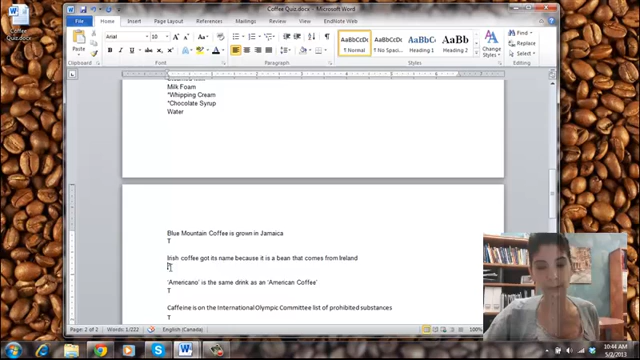 Coffee Quiz.docx - Microsoft Word
File Home Insert Page Layout References Mailings Review View EndNote Web
Coffee Quiz.docx
Paste
AaBbCcDc AaBbCcDc AaBbC AaBbCc
¶ Normal ¶ No Spaci... Heading 1 Heading 2
Change Styles
Find
Replace
Select
Clipboard Font Paragraph Styles Editing
Milk Foam
*Whipping Cream
*Chocolate Syrup
Water
Blue Mountain Coffee is grown in Jamaica
T
Irish coffee got its name because it is a bean that comes from Ireland
'Americano' is the same drink as an 'American Coffee'
T
Caffeine is on the International Olympic Committee list of prohibited substances
T
Page: 2 of 2 Words: 1/222 English (Canada) 100%
10:44 AM
5/2/2013